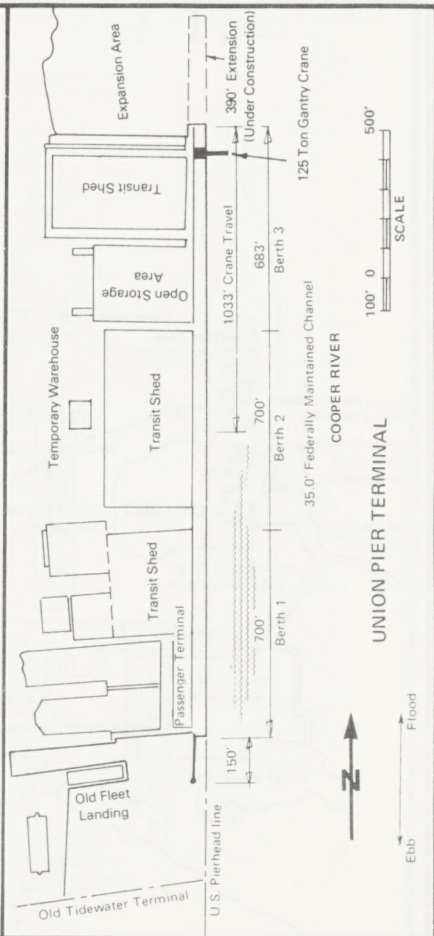 Expansion Area
390' Extension
(Under Construction)
125 Ton Gantry Crane
Transit Shed
Open Storage
Area
Temporary Warehouse
Transit Shed
1033' Crane Travel
683'
Berth 3
700'
Berth 2
700'
Berth 1
150'
Transit Shed
Passenger Terminal
Old Fleet
Landing
Old Tidewater Terminal
U.S. Pierhead line
35.0' Federally Maintained Channel
COOPER RIVER
UNION PIER TERMINAL
100' 0 500'
SCALE
N
Ebb Flood